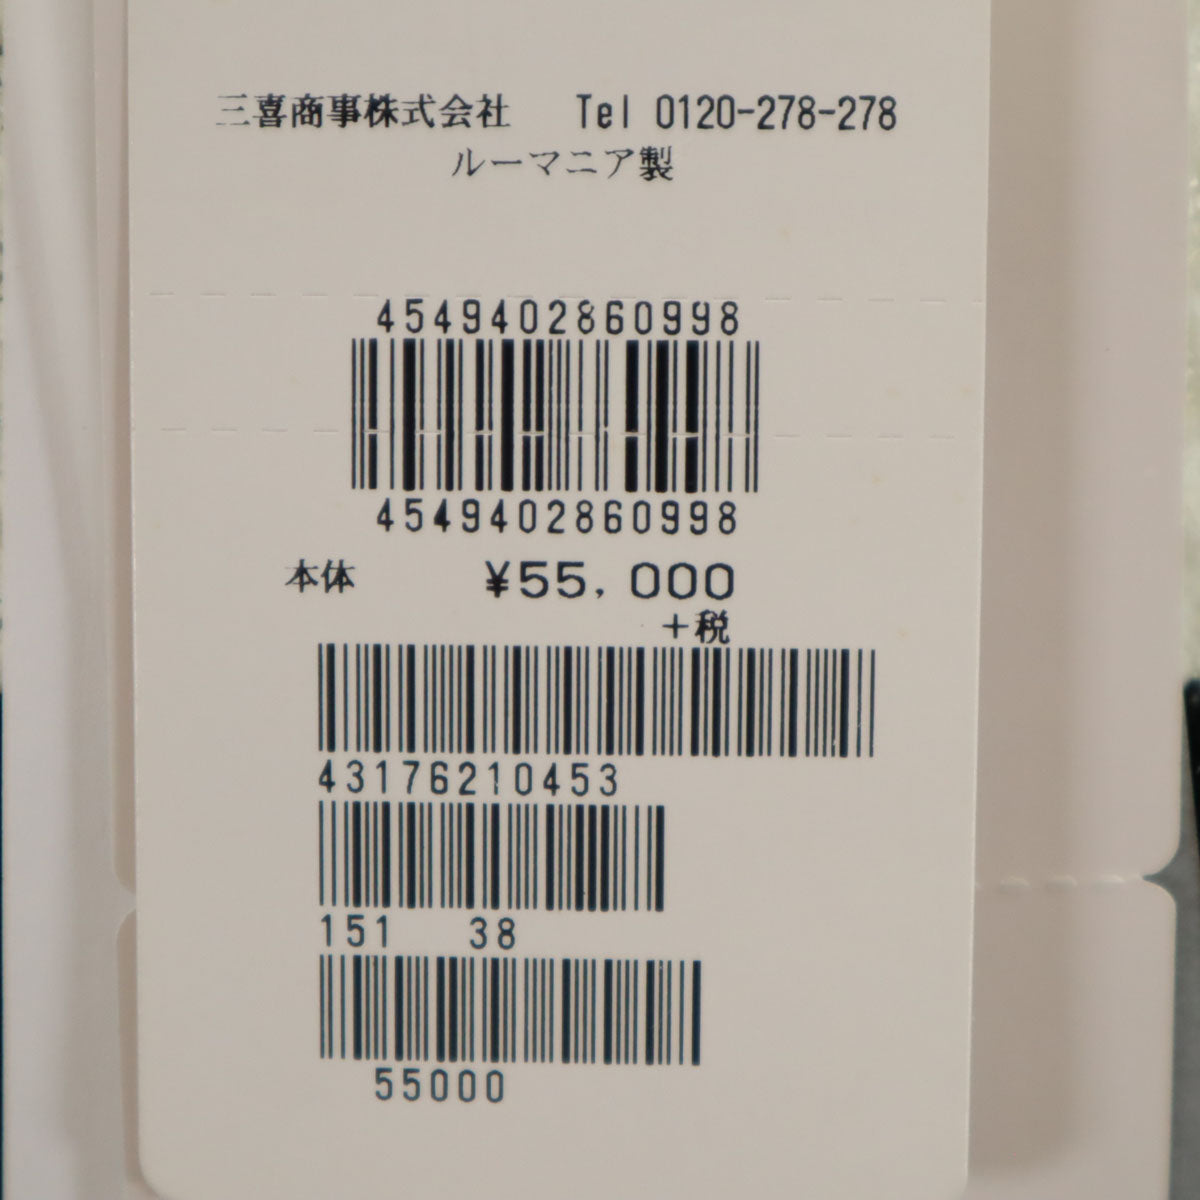 三喜商事株式会社 Tel 0120-278-278
ルーマニア製
4549402860998
4549402860998
本体 ¥55,000
+税
43176210453
151 38
55000